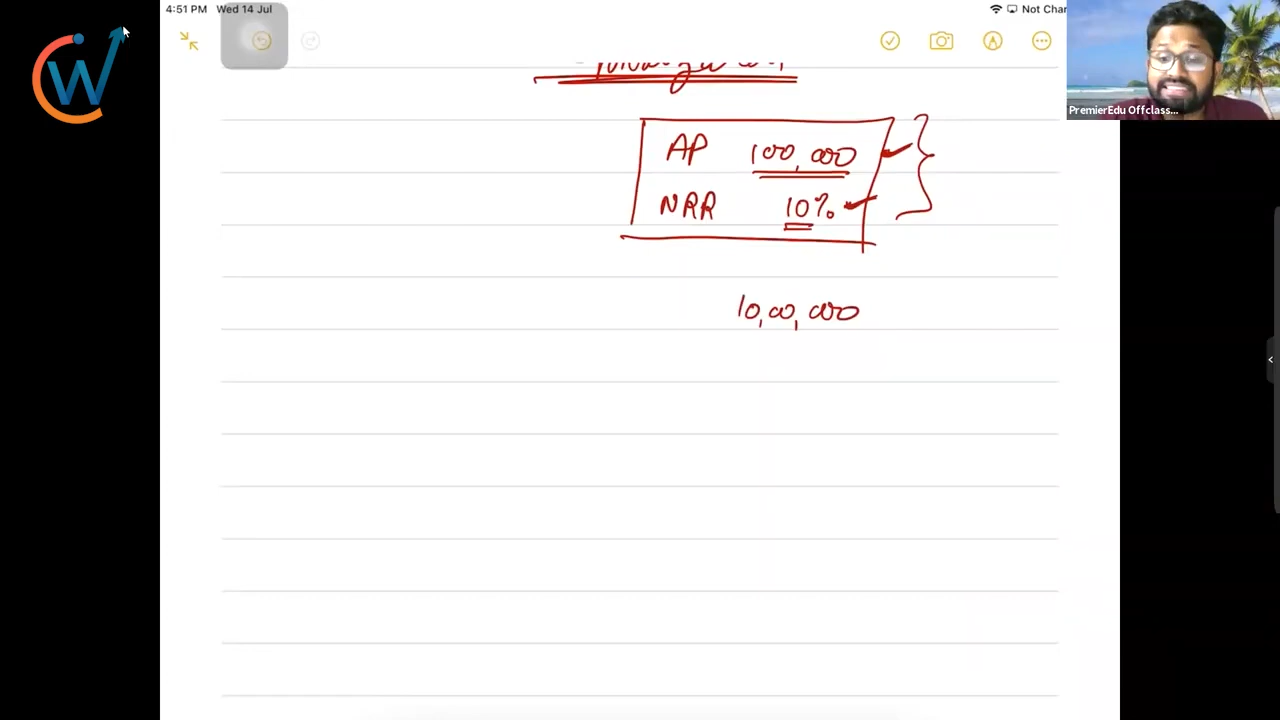 4:51 PM Wed 14 Jul
Not Char
PremierEdu Offclass...
AP 100,000
NRR 10%
10,00,000